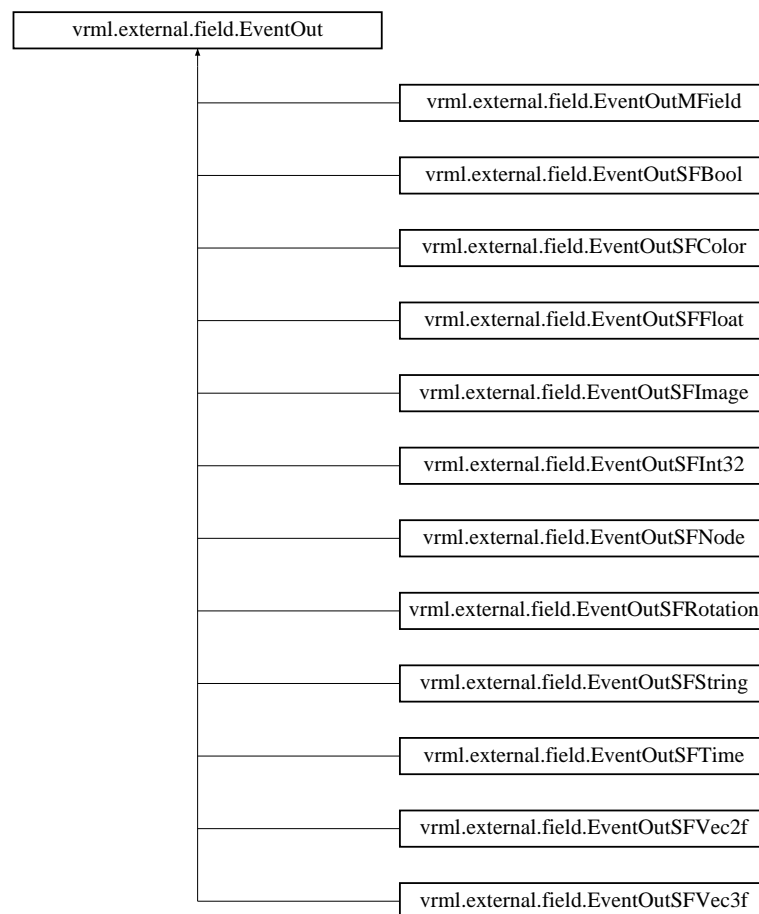 vrml.external.field.EventOut
vrml.external.field.EventOutMField
vrml.external.field.EventOutSFBool
vrml.external.field.EventOutSFColor
vrml.external.field.EventOutSFFloat
vrml.external.field.EventOutSFImage
vrml.external.field.EventOutSFInt32
vrml.external.field.EventOutSFNode
vrml.external.field.EventOutSFRotation
vrml.external.field.EventOutSFString
vrml.external.field.EventOutSFTime
vrml.external.field.EventOutSFVec2f
vrml.external.field.EventOutSFVec3f